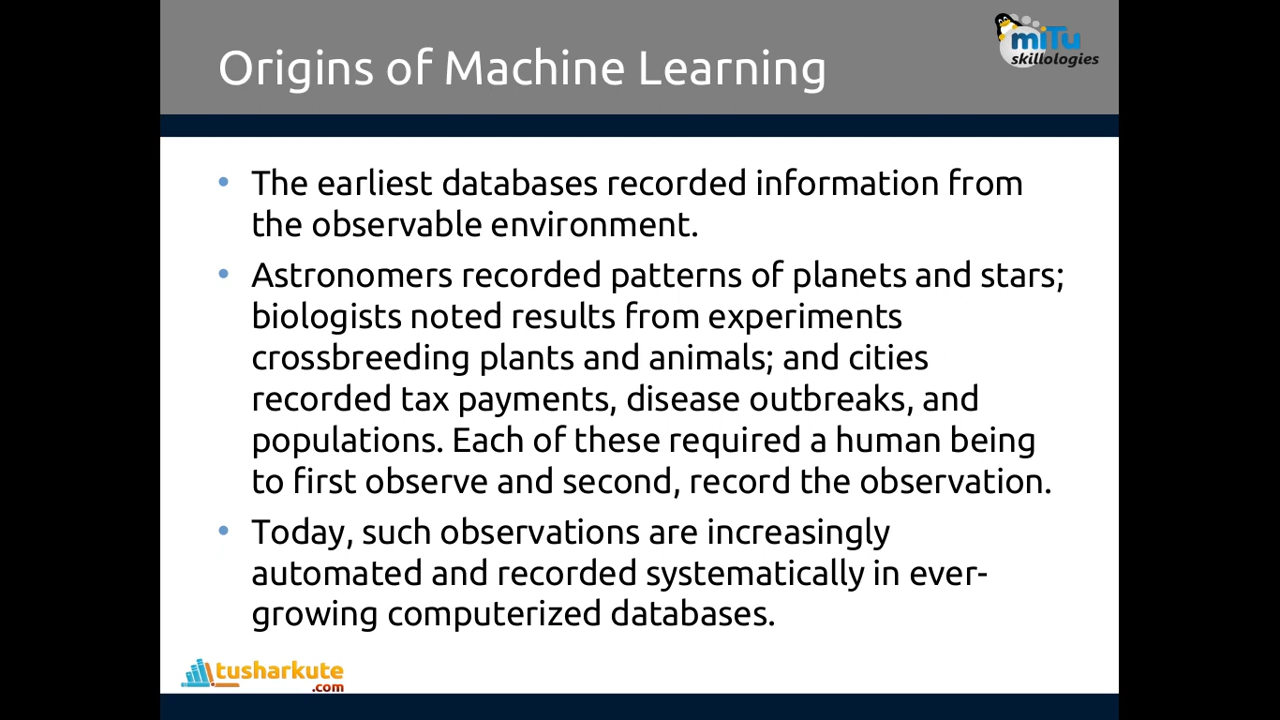 Origins of Machine Learning
miTu
skillologies
• The earliest databases recorded information from
the observable environment.
• Astronomers recorded patterns of planets and stars;
biologists noted results from experiments
crossbreeding plants and animals; and cities
recorded tax payments, disease outbreaks, and
populations. Each of these required a human being
to first observe and second, record the observation.
• Today, such observations are increasingly
automated and recorded systematically in ever-
growing computerized databases.
tusharkute
.com